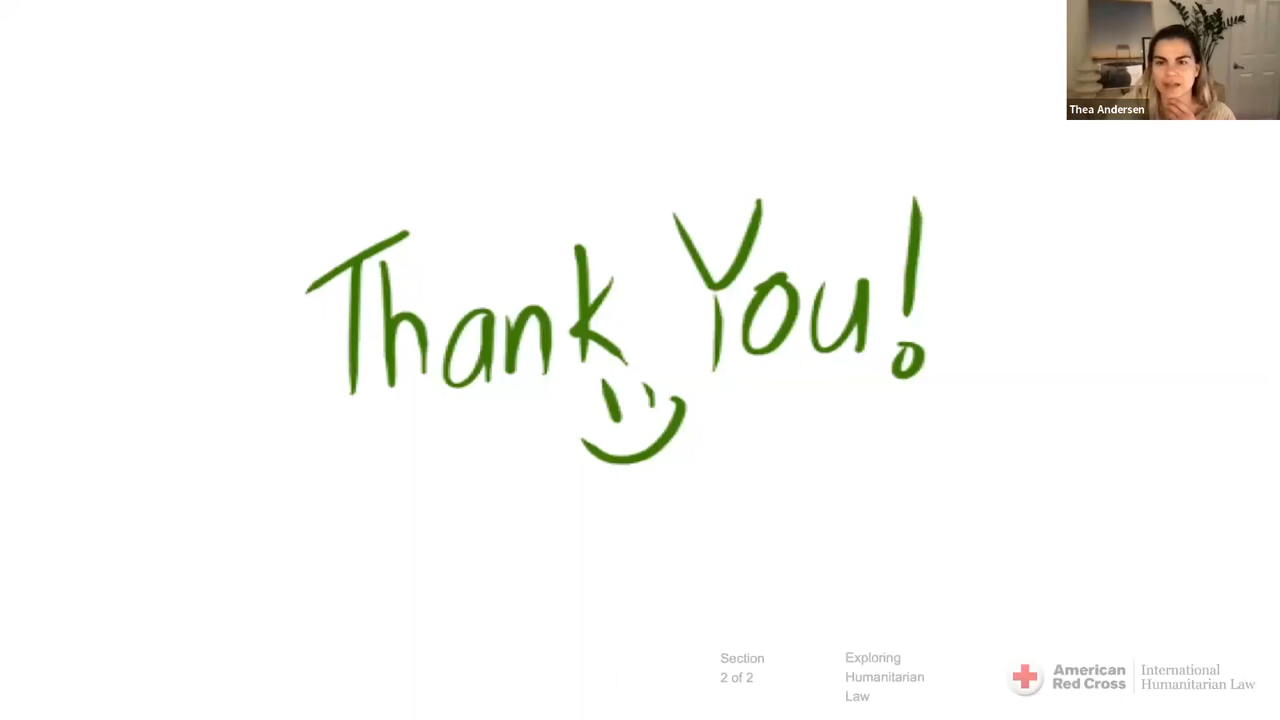 Thea Andersen
Thank You!
Section
2 of 2
Exploring
Humanitarian
Law
American
Red Cross
International
Humanitarian Law